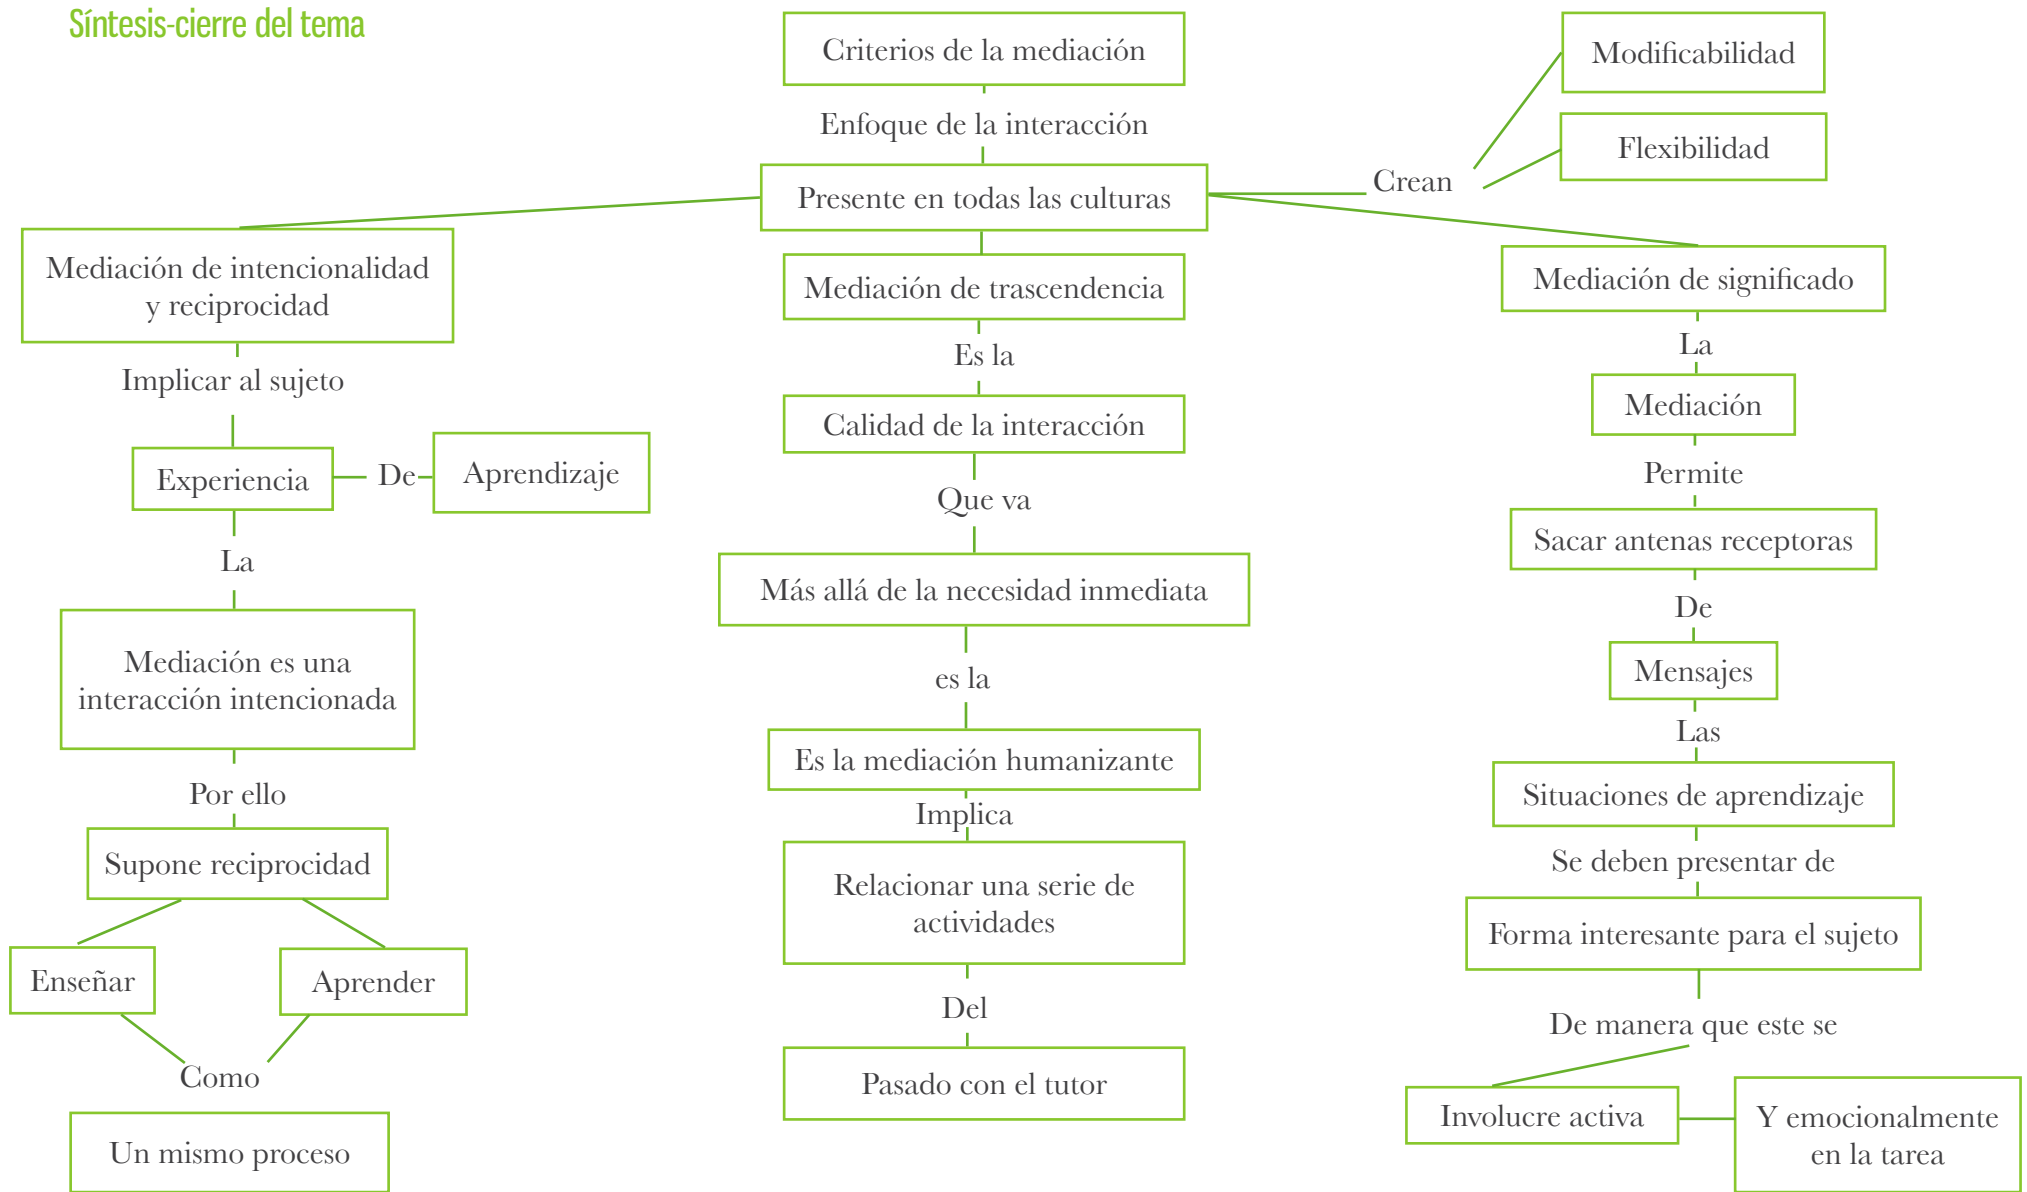 Síntesis-cierre del tema
Criterios de la mediación
Enfoque de la interacción
Presente en todas las culturas
Crean
Modificabilidad
Flexibilidad
Mediación de intencionalidad
y reciprocidad
Implicar al sujeto
Experiencia
De
Aprendizaje
La
Mediación es una
interacción intencionada
Por ello
Supone reciprocidad
Enseñar
Aprender
Como
Un mismo proceso
Mediación de trascendencia
Es la
Calidad de la interacción
Que va
Más allá de la necesidad inmediata
es la
Es la mediación humanizante
Implica
Relacionar una serie de
actividades
Del
Pasado con el tutor
Mediación de significado
La
Mediación
Permite
Sacar antenas receptoras
De
Mensajes
Las
Situaciones de aprendizaje
Se deben presentar de
Forma interesante para el sujeto
De manera que este se
Involucre activa
Y emocionalmente
en la tarea